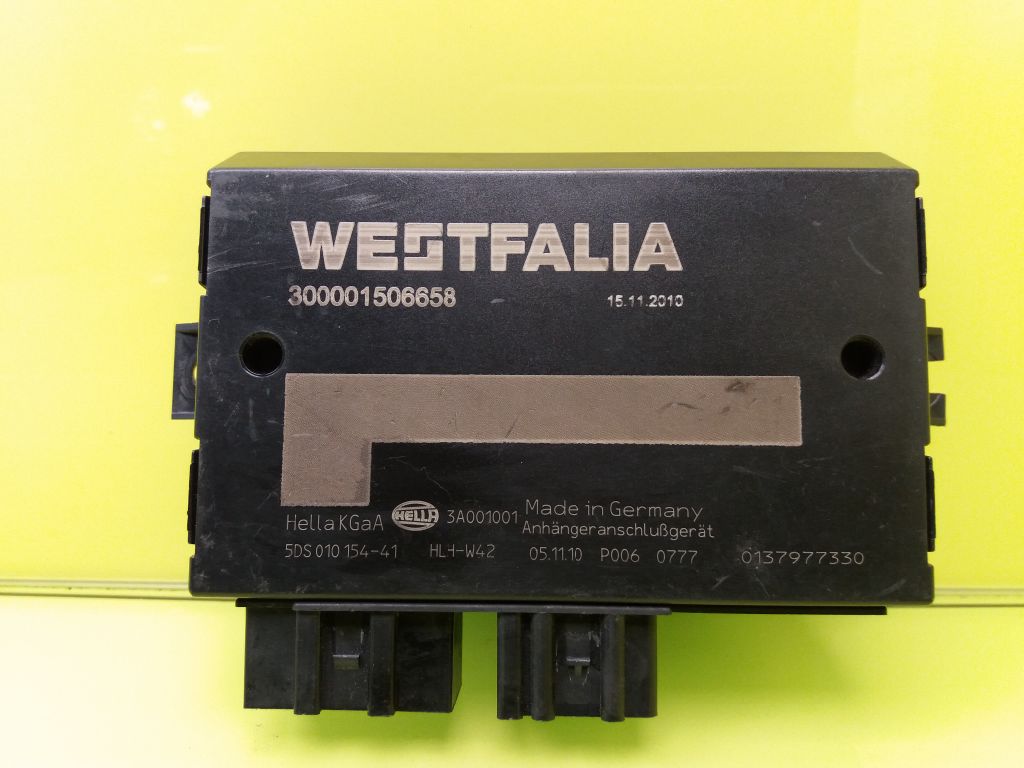 WESTFALIA
300001506658 15.11.2010
Hella KGaA HELLA 3A001001 Made in Germany
Anhängeranschlußgerät
5DS 010 154-41 HL4-W42 05.11.10 P006 0777 0137977330